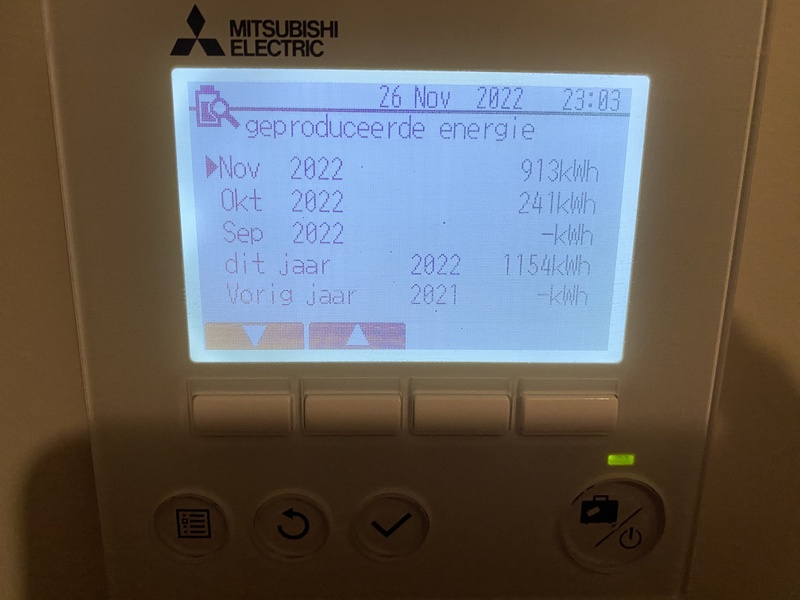 MITSUBISHI
ELECTRIC
26 Nov 2022 23:03
geproduceerde energie
Nov 2022 913kWh
Okt 2022 241kWh
Sep 2022 -kWh
dit jaar 2022 1154kWh
Vorig jaar 2021 -kWh